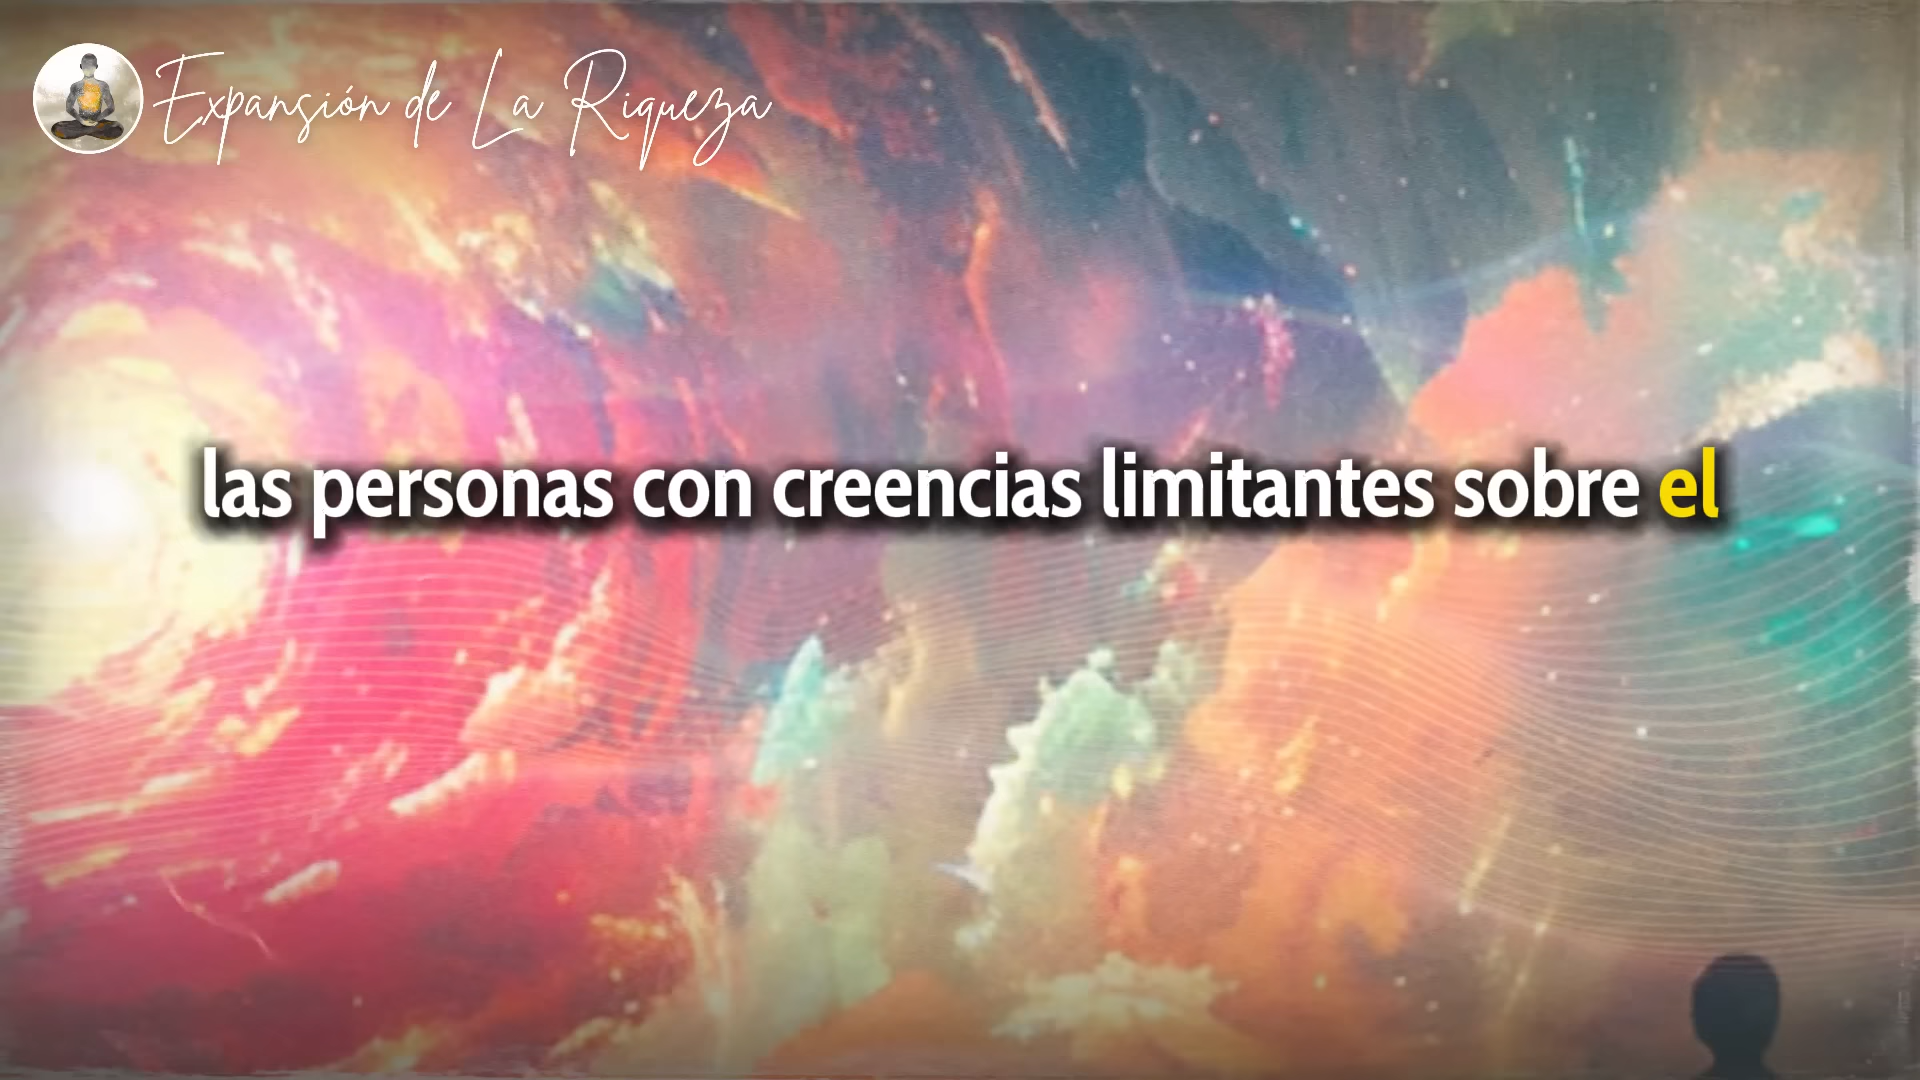 Expansión de La Riqueza
las personas con creencias limitantes sobre el